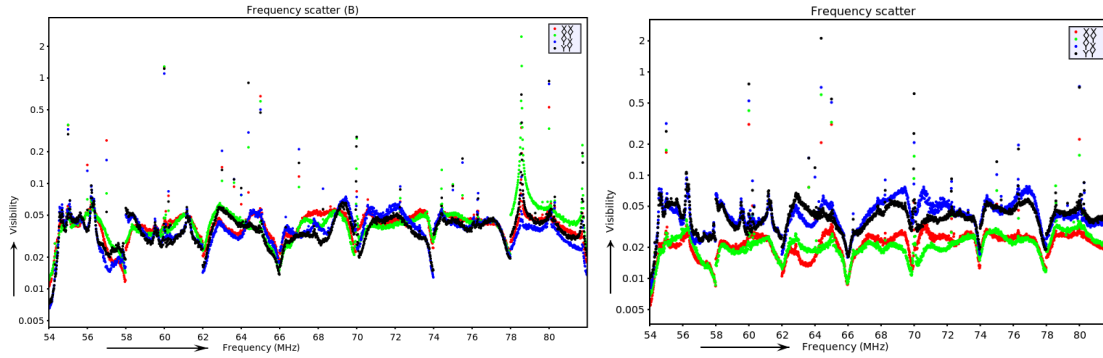 Frequency scatter (B)
XX
XY
YX
YY
2
1
0.5
0.2
0.1
0.05
0.02
0.01
0.005
Visibility
54 56 58 60 62 64 66 68 70 72 74 76 78 80
Frequency (MHz)
Frequency scatter
XX
XY
YX
YY
2
1
0.5
0.2
0.1
0.05
0.02
0.01
0.005
Visibility
54 56 58 60 62 64 66 68 70 72 74 76 78 80
Frequency (MHz)